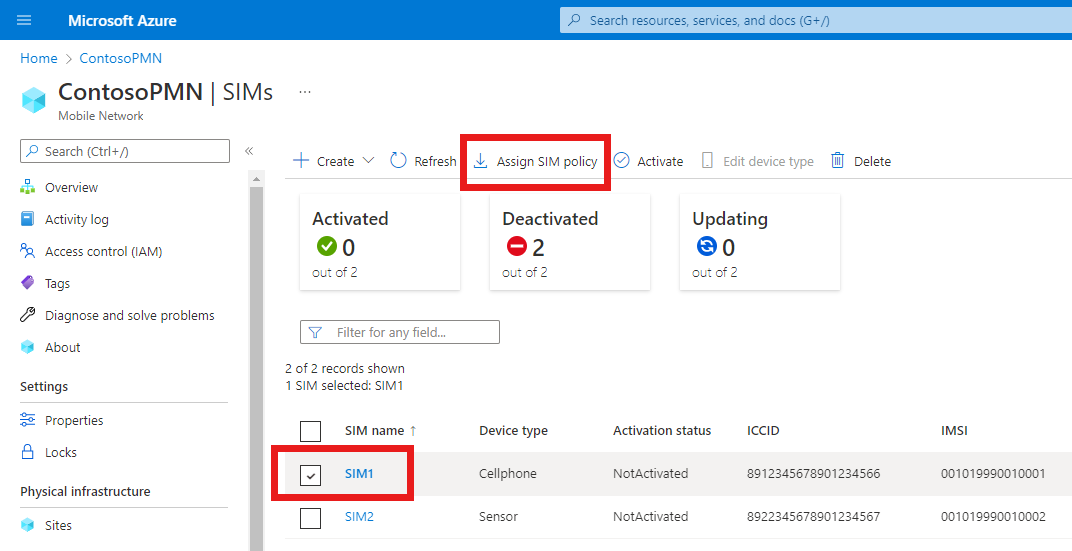 Microsoft Azure
Search resources, services, and docs (G+/)
Home > ContosoPMN
ContosoPMN | SIMs ...
Mobile Network
Search (Ctrl+/) «
Create Refresh Assign SIM policy Activate Edit device type Delete
Overview
Activity log
Access control (IAM)
Tags
Diagnose and solve problems
About
Settings
Properties
Locks
Physical infrastructure
Sites
Activated
0
out of 2
Deactivated
2
out of 2
Updating
0
out of 2
Filter for any field...
2 of 2 records shown
1 SIM selected: SIM1
SIM name ↑ Device type Activation status ICCID IMSI
SIM1 Cellphone NotActivated 8912345678901234566 001019990010001
SIM2 Sensor NotActivated 8922345678901234567 001019990010002